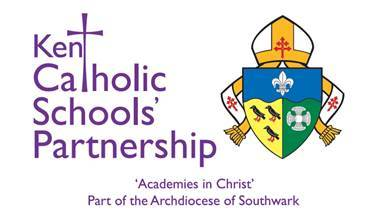 Kent
Catholic
Schools'
Partnership
'Academies in Christ'
Part of the Archdiocese of Southwark